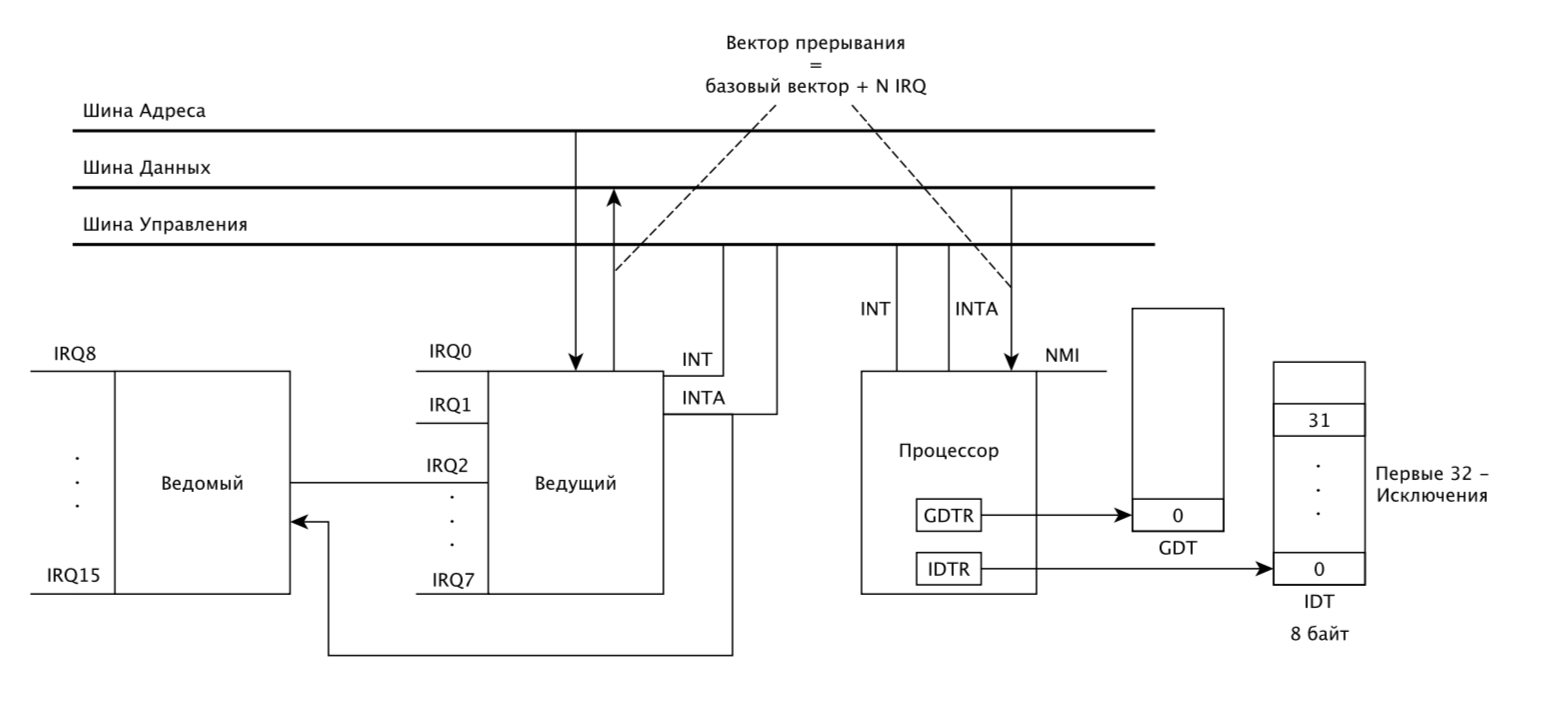 Вектор прерывания
=
базовый вектор + N IRQ
Шина Адреса
Шина Данных
Шина Управления
IRQ8
.
.
.
IRQ15
Ведомый
IRQ0
IRQ1
IRQ2
.
.
.
IRQ7
Ведущий
INT
INTA
INT
INTA
NMI
Процессор
GDTR
IDTR
0
GDT
31
.
.
.
0
IDT
8 байт
Первые 32 –
Исключения